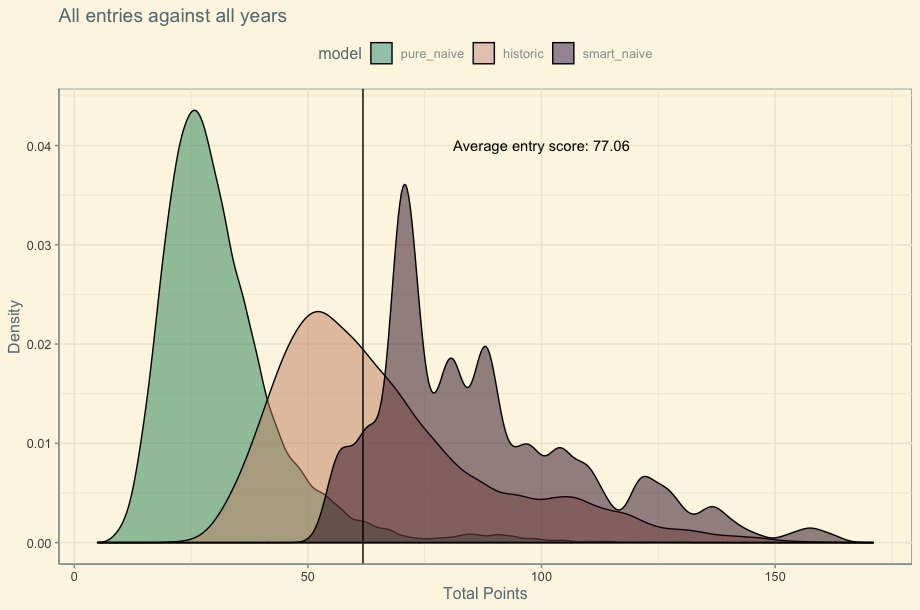 All entries against all years
model pure_naive historic smart_naive
Average entry score: 77.06
Density
0.04
0.03
0.02
0.01
0.00
0 50 100 150
Total Points